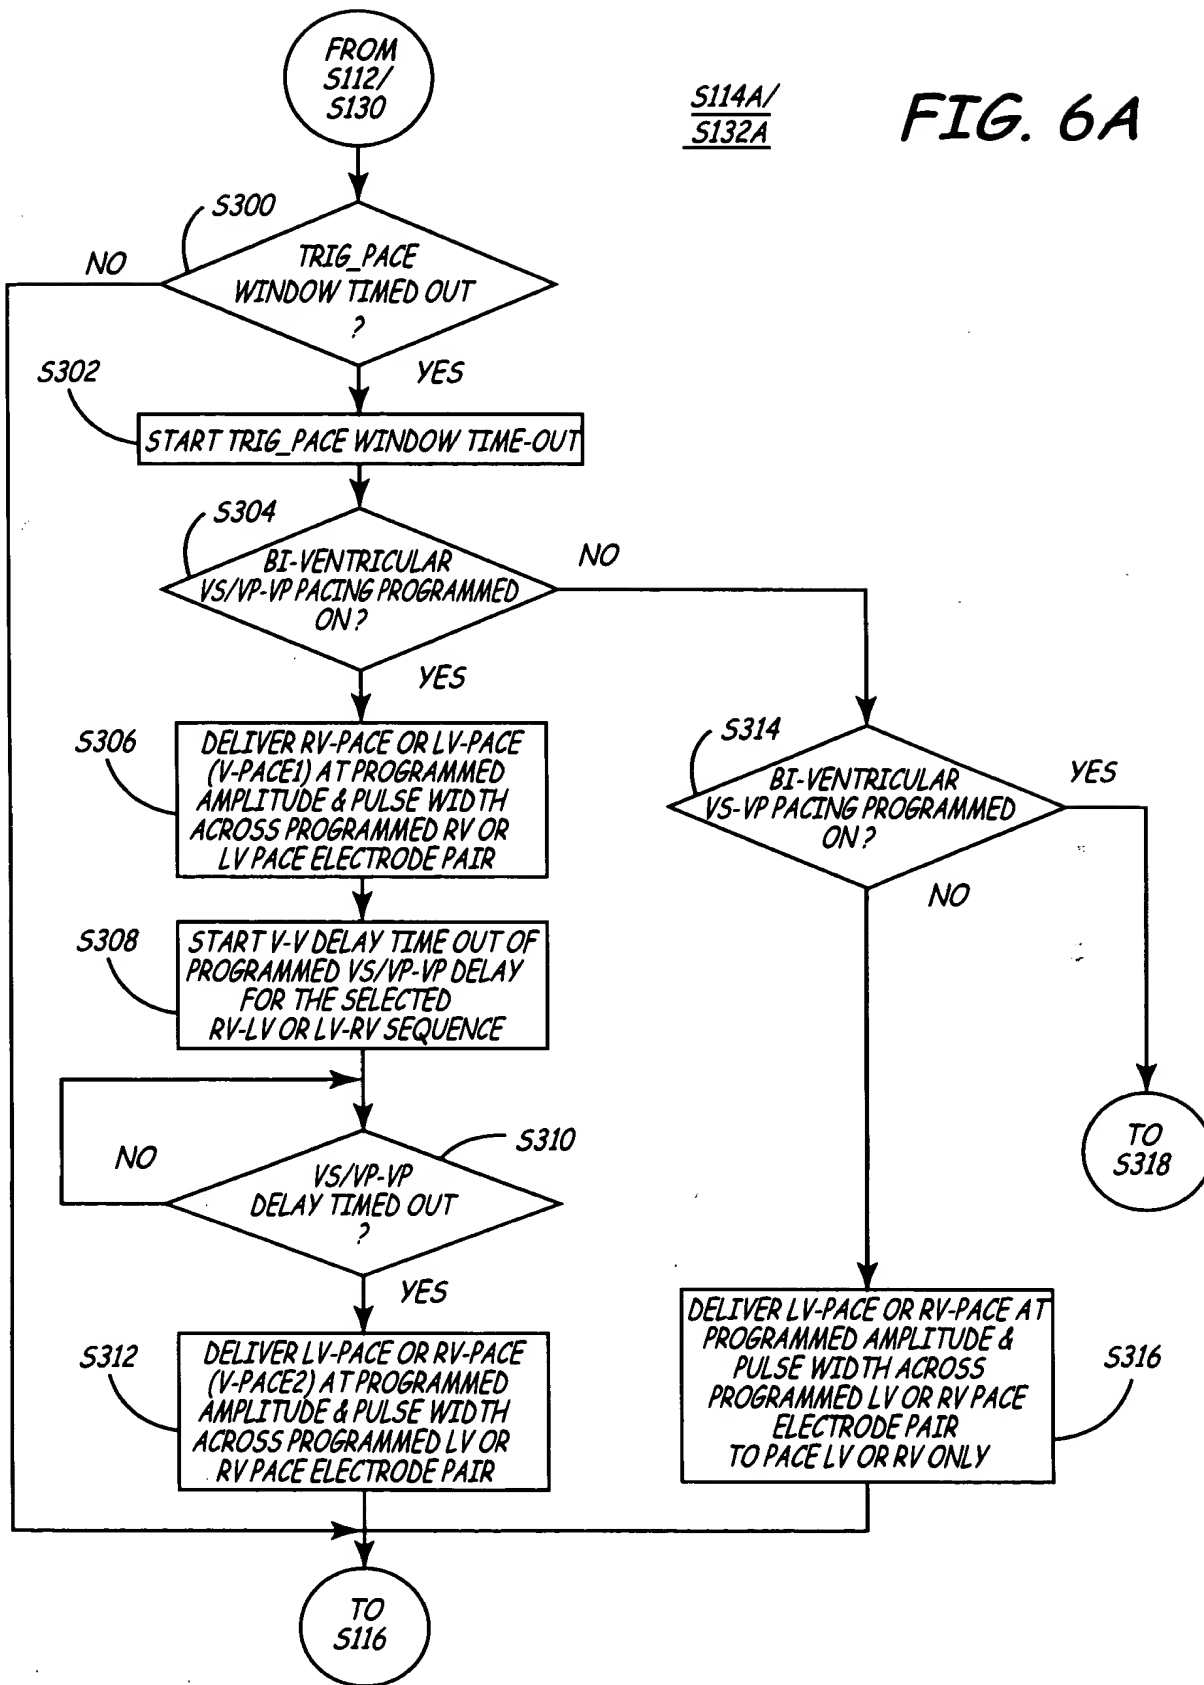 FROM
S112/
S130
S114A/
S132A
FIG. 6A
S300
NO
TRIG_PACE
WINDOW TIMED OUT
?
YES
S302
START TRIG_PACE WINDOW TIME-OUT
S304
BI-VENTRICULAR
VS/VP-VP PACING PROGRAMMED
ON?
NO
YES
S306
DELIVER RV-PACE OR LV-PACE
(V-PACE1) AT PROGRAMMED
AMPLITUDE & PULSE WIDTH
ACROSS PROGRAMMED RV OR
LV PACE ELECTRODE PAIR
S314
BI-VENTRICULAR
VS-VP PACING PROGRAMMED
ON?
YES
NO
S308
START V-V DELAY TIME OUT OF
PROGRAMMED VS/VP-VP DELAY
FOR THE SELECTED
RV-LV OR LV-RV SEQUENCE
S310
NO
VS/VP-VP
DELAY TIMED OUT
?
YES
TO
S318
S312
DELIVER LV-PACE OR RV-PACE
(V-PACE2) AT PROGRAMMED
AMPLITUDE & PULSE WIDTH
ACROSS PROGRAMMED LV OR
RV PACE ELECTRODE PAIR
DELIVER LV-PACE OR RV-PACE AT
PROGRAMMED AMPLITUDE &
PULSE WIDTH ACROSS
PROGRAMMED LV OR RV PACE
ELECTRODE PAIR
TO PACE LV OR RV ONLY
S316
TO
S116